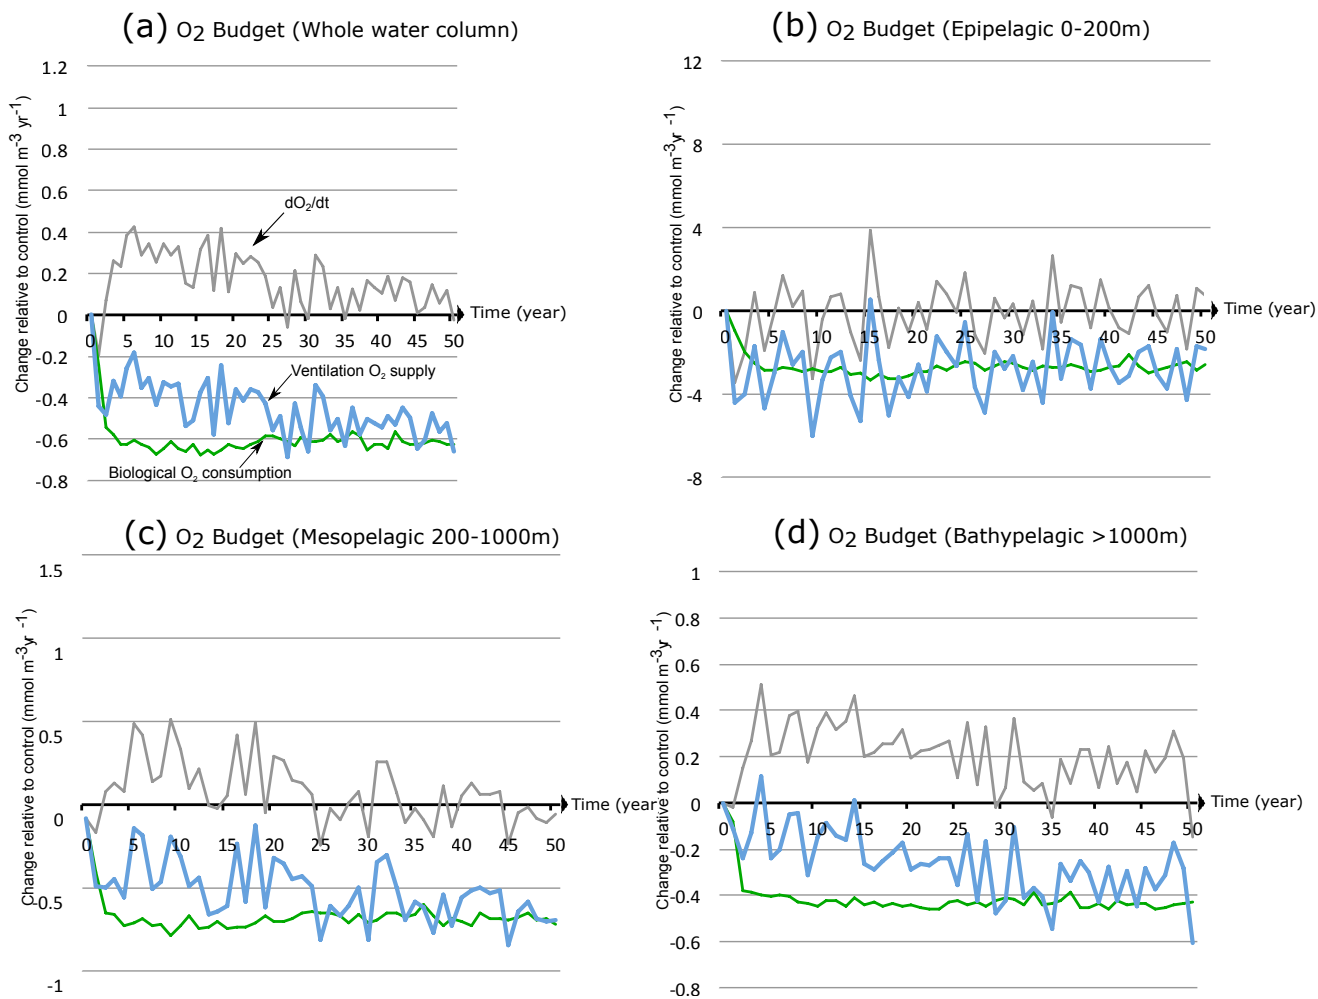 (a) O2 Budget (Whole water column)
Change relative to control (mmol m-3 yr-1)
1.2
1
0.8
0.6
0.4
0.2
0
-0.2
-0.4
-0.6
-0.8
dO2/dt
Time (year)
0 5 10 15 20 25 30 35 40 45 50
Ventilation O2 supply
Biological O2 consumption
(b) O2 Budget (Epipelagic 0-200m)
Change relative to control (mmol m-3yr -1)
12
8
4
0
-4
-8
Time (year)
0 5 10 15 20 25 30 35 40 45 50
(c) O2 Budget (Mesopelagic 200-1000m)
Change relative to control (mmol m-3yr -1)
1.5
1
0.5
0
-0.5
-1
Time (year)
0 5 10 15 20 25 30 35 40 45 50
(d) O2 Budget (Bathypelagic >1000m)
Change relative to control (mmol m-3yr -1)
1
0.8
0.6
0.4
0.2
0
-0.2
-0.4
-0.6
-0.8
Time (year)
0 5 10 15 20 25 30 35 40 45 50